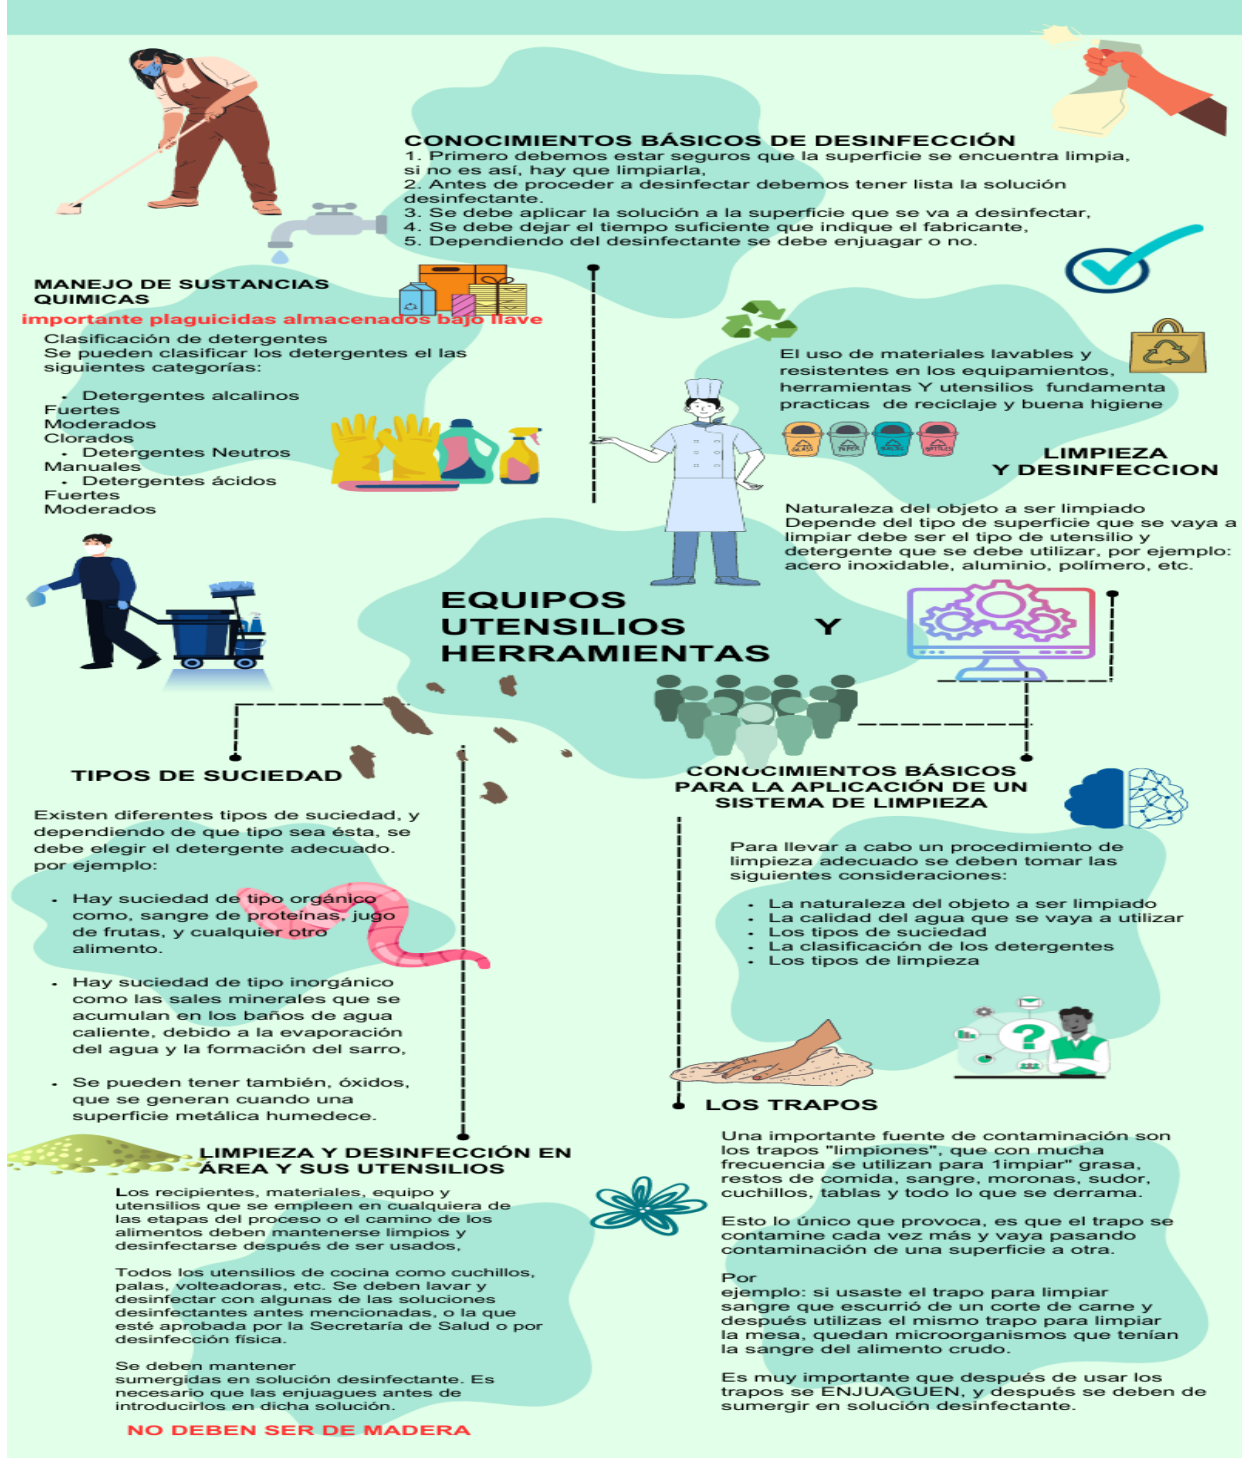 CONOCIMIENTOS BÁSICOS DE DESINFECCIÓN
1. Primero debemos estar seguros que la superficie se encuentra limpia,
si no es así, hay que limpiarla,
2. Antes de proceder a desinfectar debemos tener lista la solución
desinfectante.
3. Se debe aplicar la solución a la superficie que se va a desinfectar,
4. Se debe dejar el tiempo suficiente que indique el fabricante,
5. Dependiendo del desinfectante se debe enjuagar o no.
MANEJO DE SUSTANCIAS
QUIMICAS
importante plaguicidas almacenados bajo llave
Clasificación de detergentes
Se pueden clasificar los detergentes el las
siguientes categorías:
• Detergentes alcalinos
Fuertes
Moderados
Clorados
• Detergentes Neutros
Manuales
• Detergentes ácidos
Fuertes
Moderados
El uso de materiales lavables y
resistentes en los equipamientos,
herramientas Y utensilios fundamenta
practicas de reciclaje y buena higiene
LIMPIEZA
Y DESINFECCION
Naturaleza del objeto a ser limpiado
Depende del tipo de superficie que se vaya a
limpiar debe ser el tipo de utensilio y
detergente que se debe utilizar, por ejemplo:
acero inoxidable, aluminio, polímero, etc.
EQUIPOS
UTENSILIOS Y
HERRAMIENTAS
TIPOS DE SUCIEDAD
Existen diferentes tipos de suciedad, y
dependiendo de que tipo sea ésta, se
debe elegir el detergente adecuado.
por ejemplo:
• Hay suciedad de tipo orgánico
como, sangre de proteínas, jugo
de frutas, y cualquier otro
alimento.
• Hay suciedad de tipo inorgánico
como las sales minerales que se
acumulan en los baños de agua
caliente, debido a la evaporación
del agua y la formación del sarro,
• Se pueden tener también, óxidos,
que se generan cuando una
superficie metálica humedece.
CONOCIMIENTOS BÁSICOS
PARA LA APLICACIÓN DE UN
SISTEMA DE LIMPIEZA
Para llevar a cabo un procedimiento de
limpieza adecuado se deben tomar las
siguientes consideraciones:
• La naturaleza del objeto a ser limpiado
• La calidad del agua que se vaya a utilizar
• Los tipos de suciedad
• La clasificación de los detergentes
• Los tipos de limpieza
?
LIMPIEZA Y DESINFECCIÓN EN
ÁREA Y SUS UTENSILIOS
Los recipientes, materiales, equipo y
utensilios que se empleen en cualquiera de
las etapas del proceso o el camino de los
alimentos deben mantenerse limpios y
desinfectarse después de ser usados,
Todos los utensilios de cocina como cuchillos,
palas, volteadoras, etc. Se deben lavar y
desinfectar con algunas de las soluciones
desinfectantes antes mencionadas, o la que
esté aprobada por la Secretaría de Salud o por
desinfección física.
Se deben mantener
sumergidas en solución desinfectante. Es
necesario que las enjuagues antes de
introducirlos en dicha solución.
NO DEBEN SER DE MADERA
LOS TRAPOS
Una importante fuente de contaminación son
los trapos "limpiones", que con mucha
frecuencia se utilizan para 1impiar" grasa,
restos de comida, sangre, moronas, sudor,
cuchillos, tablas y todo lo que se derrama.
Esto lo único que provoca, es que el trapo se
contamine cada vez más y vaya pasando
contaminación de una superficie a otra.
Por
ejemplo: si usaste el trapo para limpiar
sangre que escurrió de un corte de carne y
después utilizas el mismo trapo para limpiar
la mesa, quedan microorganismos que tenían
la sangre del alimento crudo.
Es muy importante que después de usar los
trapos se ENJUAGUEN, y después se deben de
sumergir en solución desinfectante.